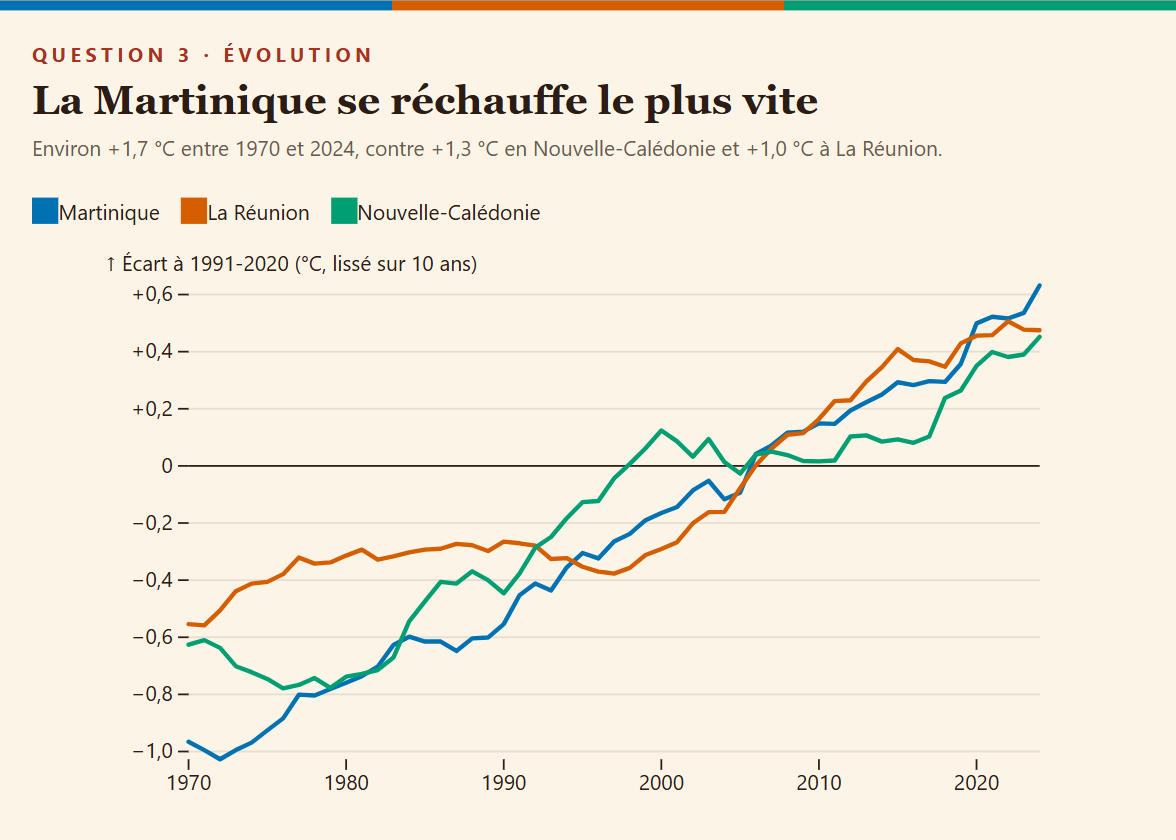 QUESTION 3 · ÉVOLUTION
La Martinique se réchauffe le plus vite
Environ +1,7 °C entre 1970 et 2024, contre +1,3 °C en Nouvelle-Calédonie et +1,0 °C à La Réunion.
Martinique La Réunion Nouvelle-Calédonie
↑ Écart à 1991-2020 (°C, lissé sur 10 ans)
+0,6
+0,4
+0,2
0
−0,2
−0,4
−0,6
−0,8
−1,0
1970 1980 1990 2000 2010 2020